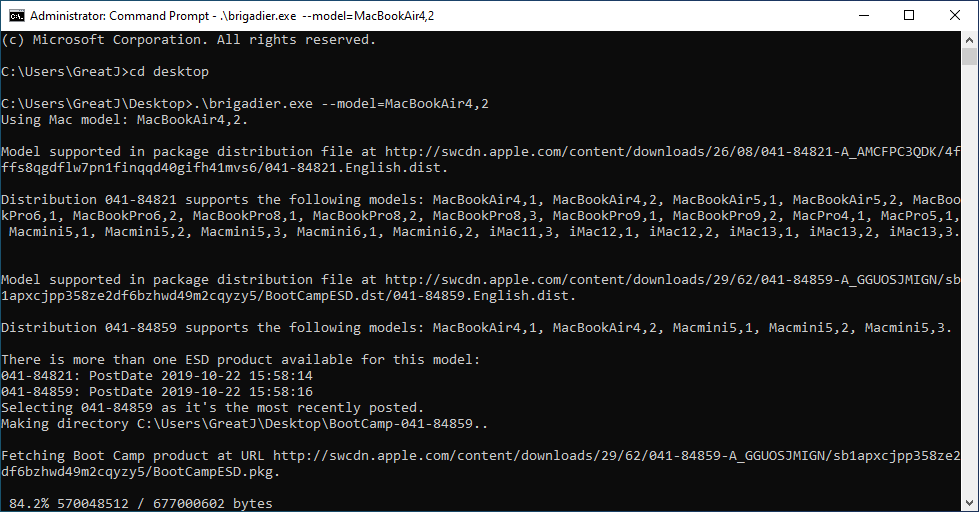 Administrator: Command Prompt - .\brigadier.exe --model=MacBookAir4,2
(c) Microsoft Corporation. All rights reserved.
C:\Users\GreatJ>cd desktop
C:\Users\GreatJ\Desktop>.\brigadier.exe --model=MacBookAir4,2
Using Mac model: MacBookAir4,2.
Model supported in package distribution file at http://swcdn.apple.com/content/downloads/26/08/041-84821-A_AMCFPC3QDK/4f
ffs8qgdflw7pn1finqqd40gifh41mvs6/041-84821.English.dist.
Distribution 041-84821 supports the following models: MacBookAir4,1, MacBookAir4,2, MacBookAir5,1, MacBookAir5,2, MacBoo
kPro6,1, MacBookPro6,2, MacBookPro8,1, MacBookPro8,2, MacBookPro8,3, MacBookPro9,1, MacBookPro9,2, MacPro4,1, MacPro5,1,
Macmini5,1, Macmini5,2, Macmini5,3, Macmini6,1, Macmini6,2, iMac11,3, iMac12,1, iMac12,2, iMac13,1, iMac13,2, iMac13,3.
Model supported in package distribution file at http://swcdn.apple.com/content/downloads/29/62/041-84859-A_GGUOSJMIGN/sb
1apxcjpp358ze2df6bzhwd49m2cqyzy5/BootCampESD.dst/041-84859.English.dist.
Distribution 041-84859 supports the following models: MacBookAir4,1, MacBookAir4,2, Macmini5,1, Macmini5,2, Macmini5,3.
There is more than one ESD product available for this model:
041-84821: PostDate 2019-10-22 15:58:14
041-84859: PostDate 2019-10-22 15:58:16
Selecting 041-84859 as it's the most recently posted.
Making directory C:\Users\GreatJ\Desktop\BootCamp-041-84859..
Fetching Boot Camp product at URL http://swcdn.apple.com/content/downloads/29/62/041-84859-A_GGUOSJMIGN/sb1apxcjpp358ze2
df6bzhwd49m2cqyzy5/BootCampESD.pkg.
84.2% 570048512 / 677000602 bytes